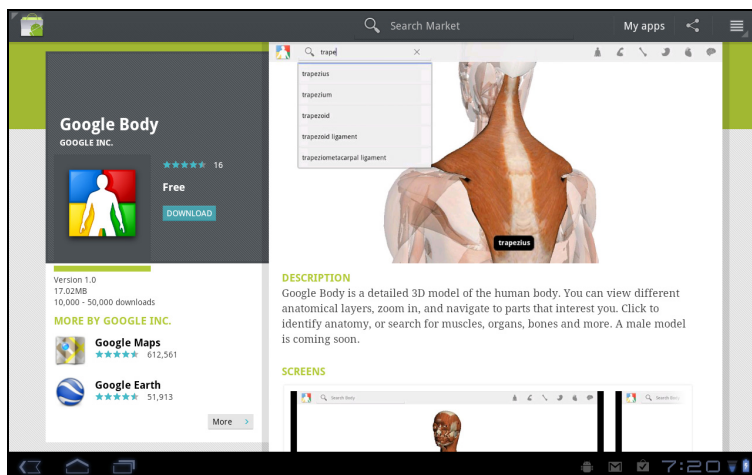 Search Market
My apps
Google Body
GOOGLE INC.
16
Free
DOWNLOAD
Version 1.0
17.02MB
10,000 - 50,000 downloads
MORE BY GOOGLE INC.
Google Maps
612,561
Google Earth
51,913
More
trape
trapezius
trapezium
trapezoid
trapezoid ligament
trapeziometacarpal ligament
trapezius
DESCRIPTION
Google Body is a detailed 3D model of the human body. You can view different
anatomical layers, zoom in, and navigate to parts that interest you. Click to
identify anatomy, or search for muscles, organs, bones and more. A male model
is coming soon.
SCREENS
Search Body
Search Body
7:20